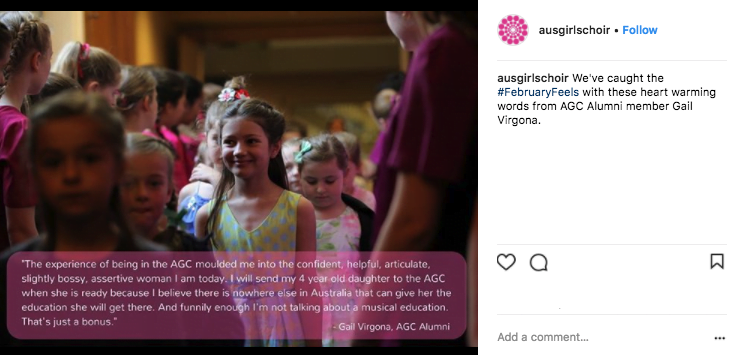 ausgirlschoir • Follow
ausgirlschoir We've caught the
#FebruaryFeels with these heart warming
words from AGC Alumni member Gail
Virgona.
"The experience of being in the AGC moulded me into the confident, helpful, articulate,
slightly bossy, assertive woman I am today. I will send my 4 year old daughter to the AGC
when she is ready because I believe there is nowhere else in Australia that can give her the
education she will get there. And funnily enough I'm not talking about a musical education.
That's just a bonus."
- Gail Virgona, AGC Alumni
Add a comment...